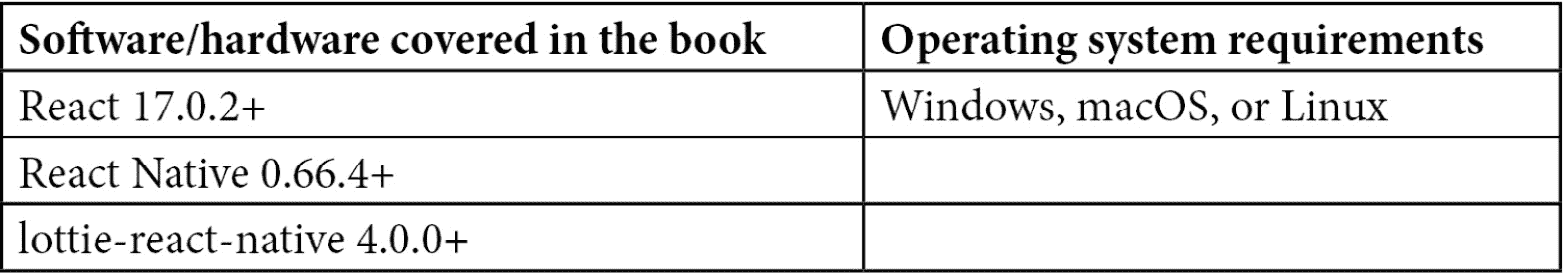 Software/hardware covered in the book Operating system requirements
React 17.0.2+ Windows, macOS, or Linux
React Native 0.66.4+
lottie-react-native 4.0.0+